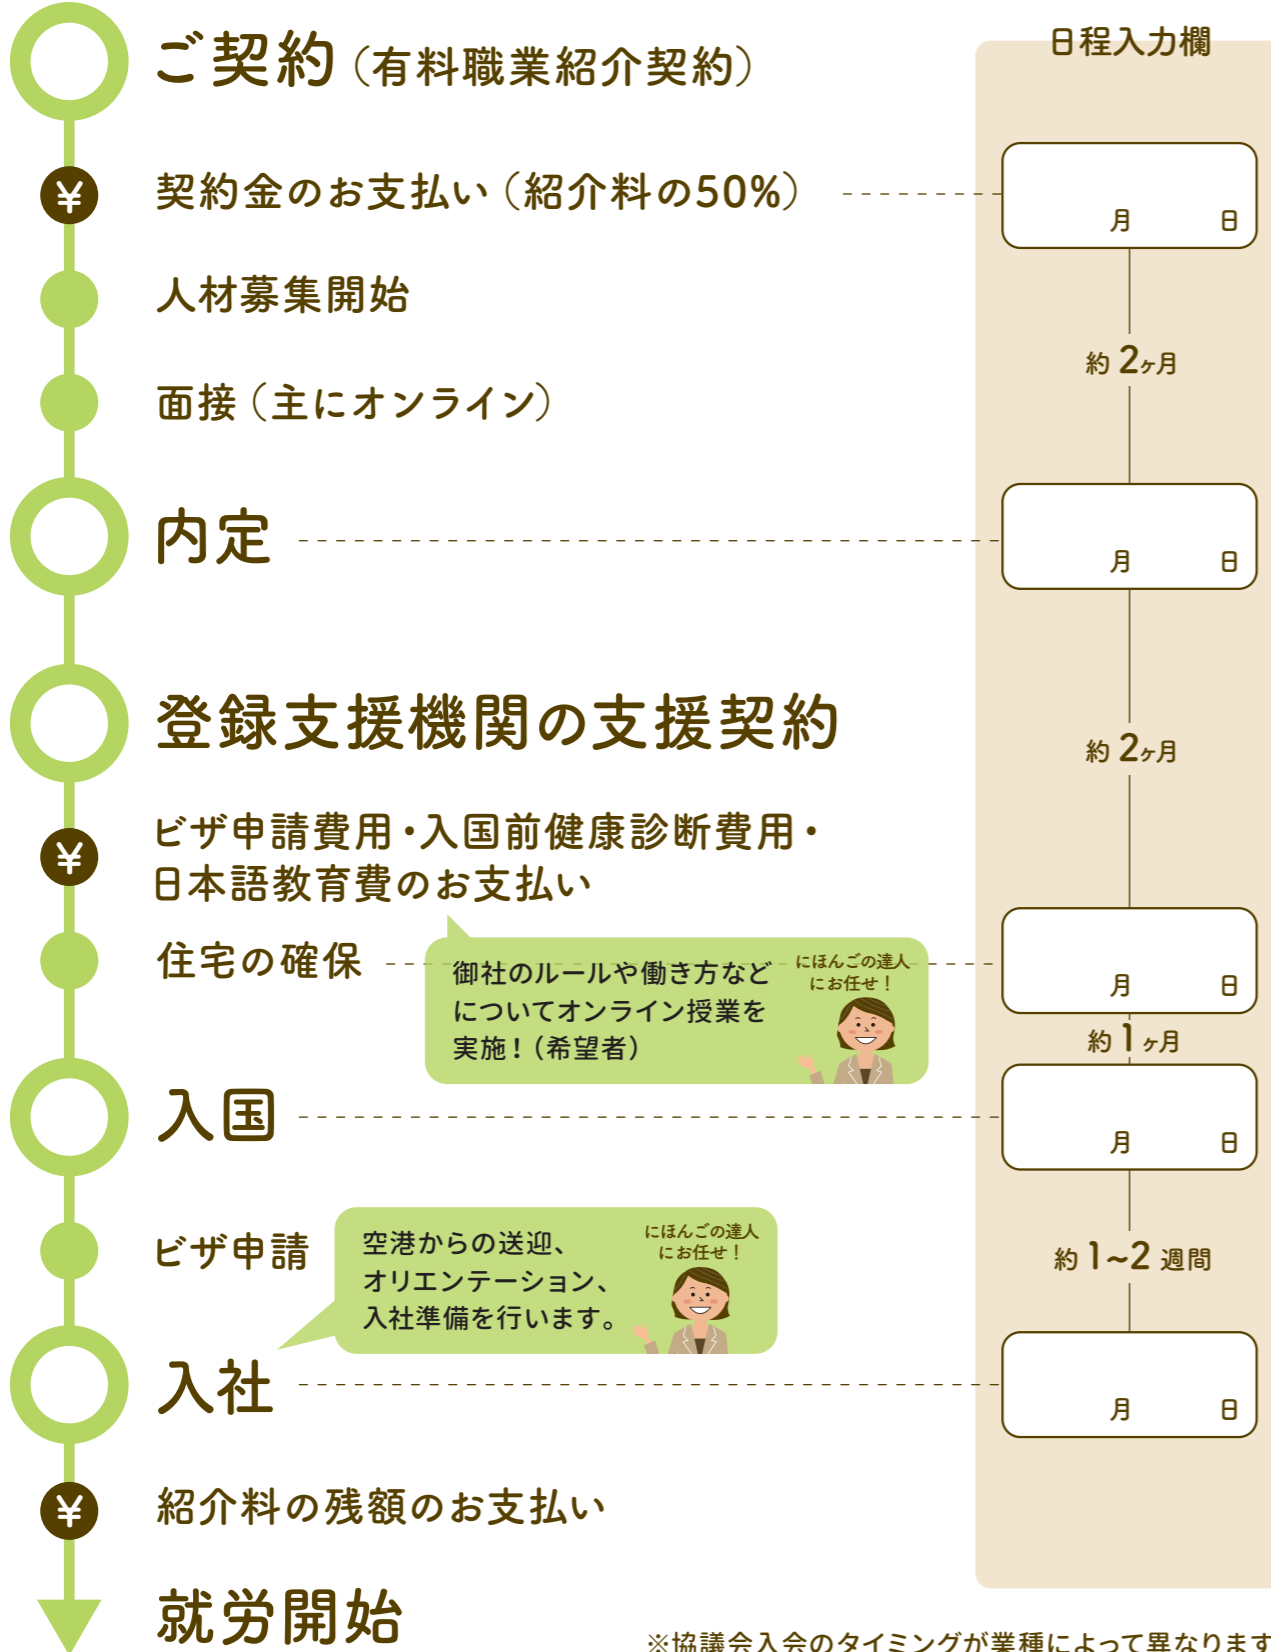 ご契約（有料職業紹介契約）
日程入力欄
¥
契約金のお支払い（紹介料の50%）
月 日
人材募集開始
約 2ヶ月
面接（主にオンライン）
内定
月 日
登録支援機関の支援契約
約 2ヶ月
¥
ビザ申請費用・入国前健康診断費用・
日本語教育費のお支払い
住宅の確保
御社のルールや働き方など
についてオンライン授業を
実施！（希望者）
にほんごの達人
にお任せ！
月 日
約 1ヶ月
入国
月 日
ビザ申請
空港からの送迎、
オリエンテーション、
入社準備を行います。
にほんごの達人
にお任せ！
約 1~2 週間
入社
月 日
¥
紹介料の残額のお支払い
就労開始
※協議会入会のタイミングが業種によって異なります